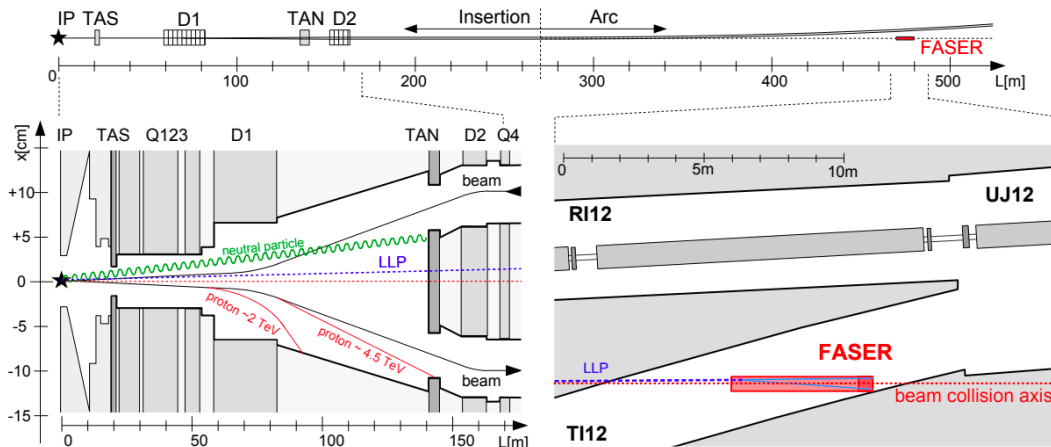 IP TAS D1 TAN D2 Insertion Arc
FASER
0 100 200 300 400 500 L[m]
IP TAS Q123 D1 TAN D2 Q4
x[cm]
+10
+5
0
-5
-10
-15
beam
neutral particle
LLP
proton ~2 TeV
proton ~ 4.5 TeV
beam
0 50 100 150 L[m]
0 5m 10m
RI12
UJ12
FASER
LLP
beam collision axis
TI12